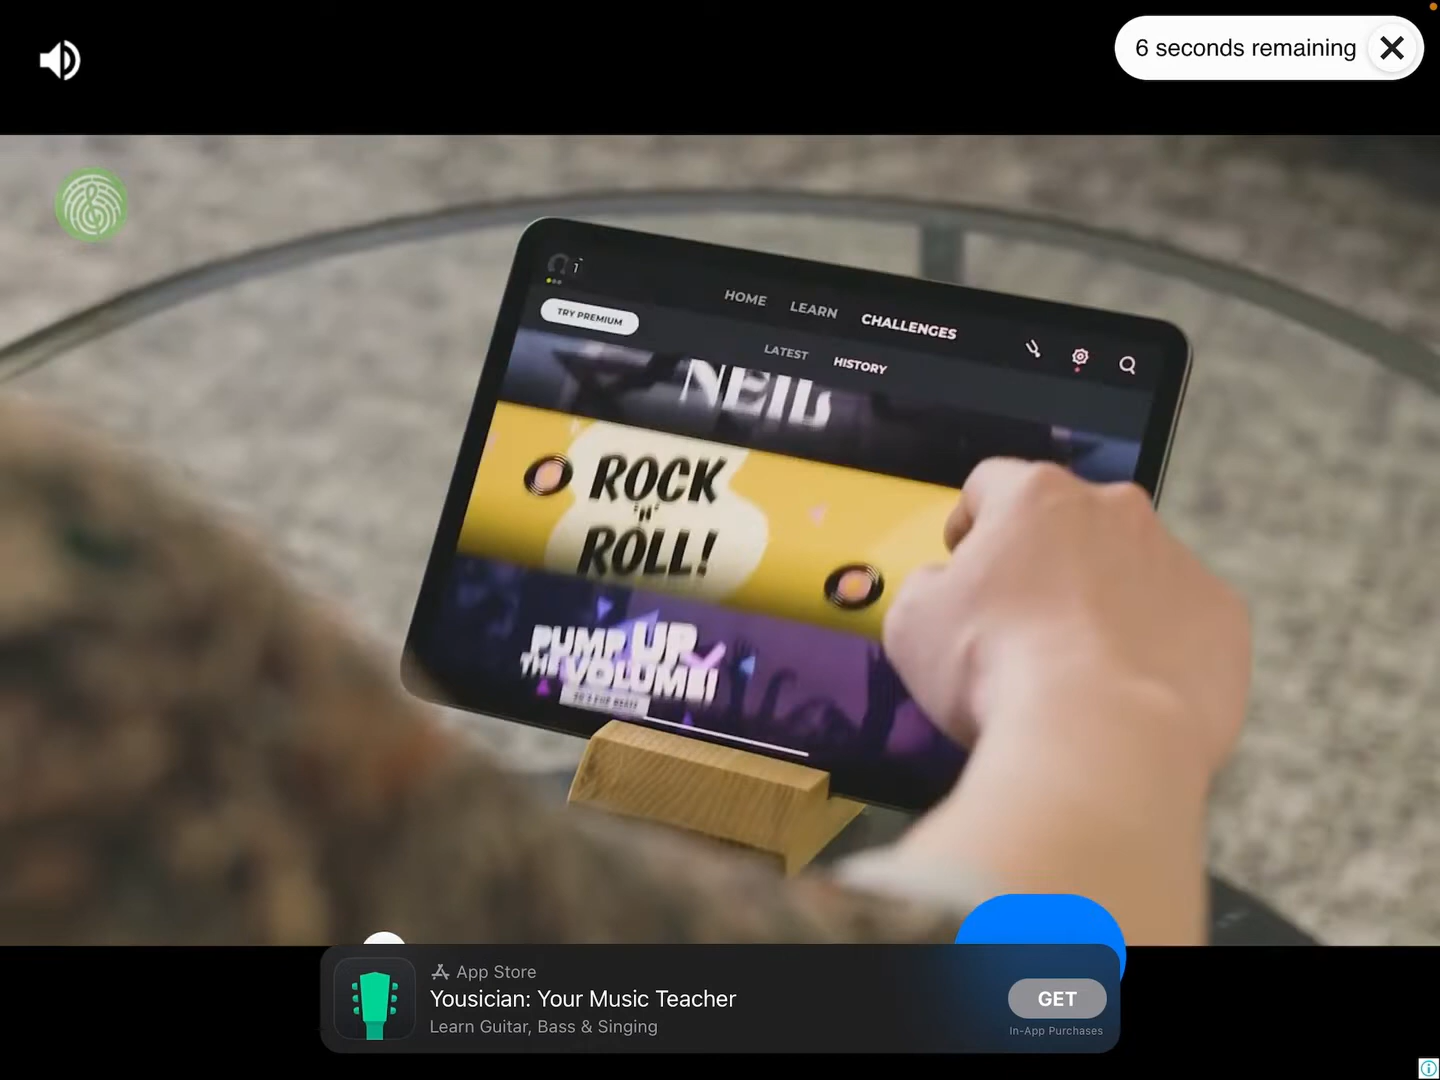 6 seconds remaining
1
TRY PREMIUM
HOME LEARN CHALLENGES
LATEST HISTORY
NEIL
ROCK
'N'
ROLL!
PUMP UP
THE VOLUME!
App Store
Yousician: Your Music Teacher
Learn Guitar, Bass & Singing
GET
In-App Purchases